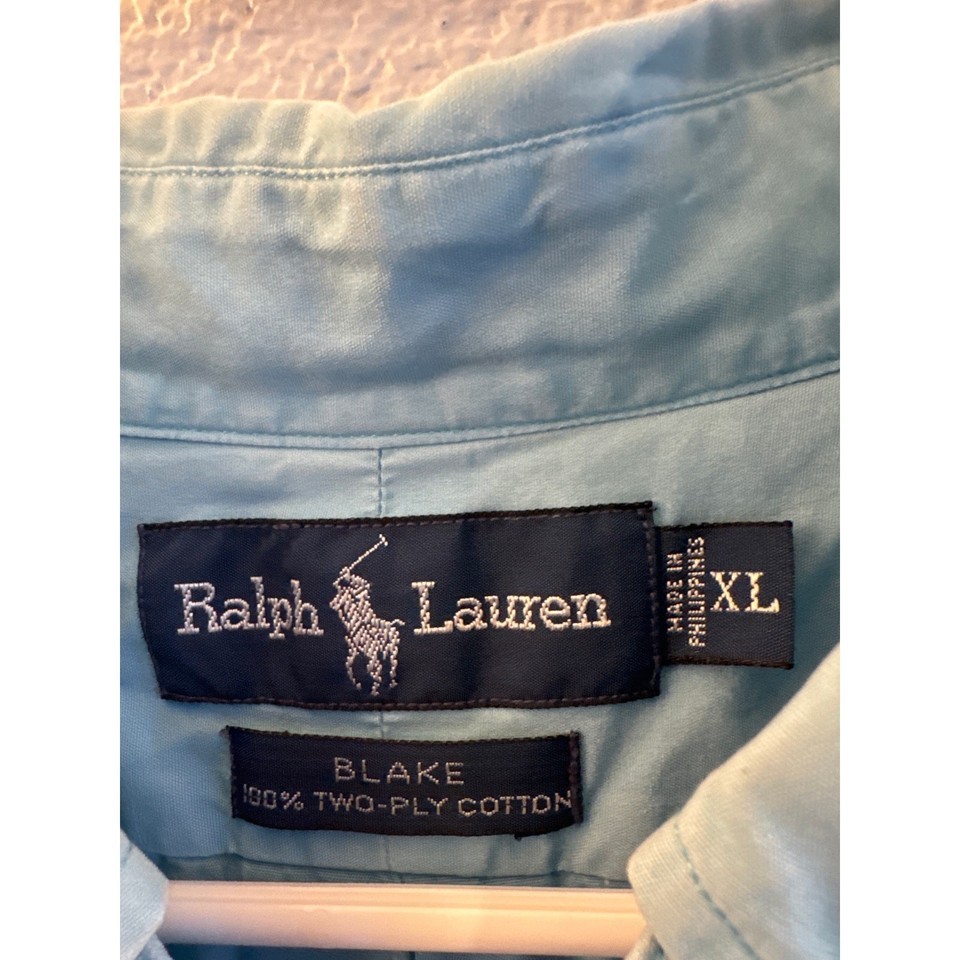 Ralph Lauren
MADE IN
PHILIPPINES
XL
BLAKE
100% TWO-PLY COTTON